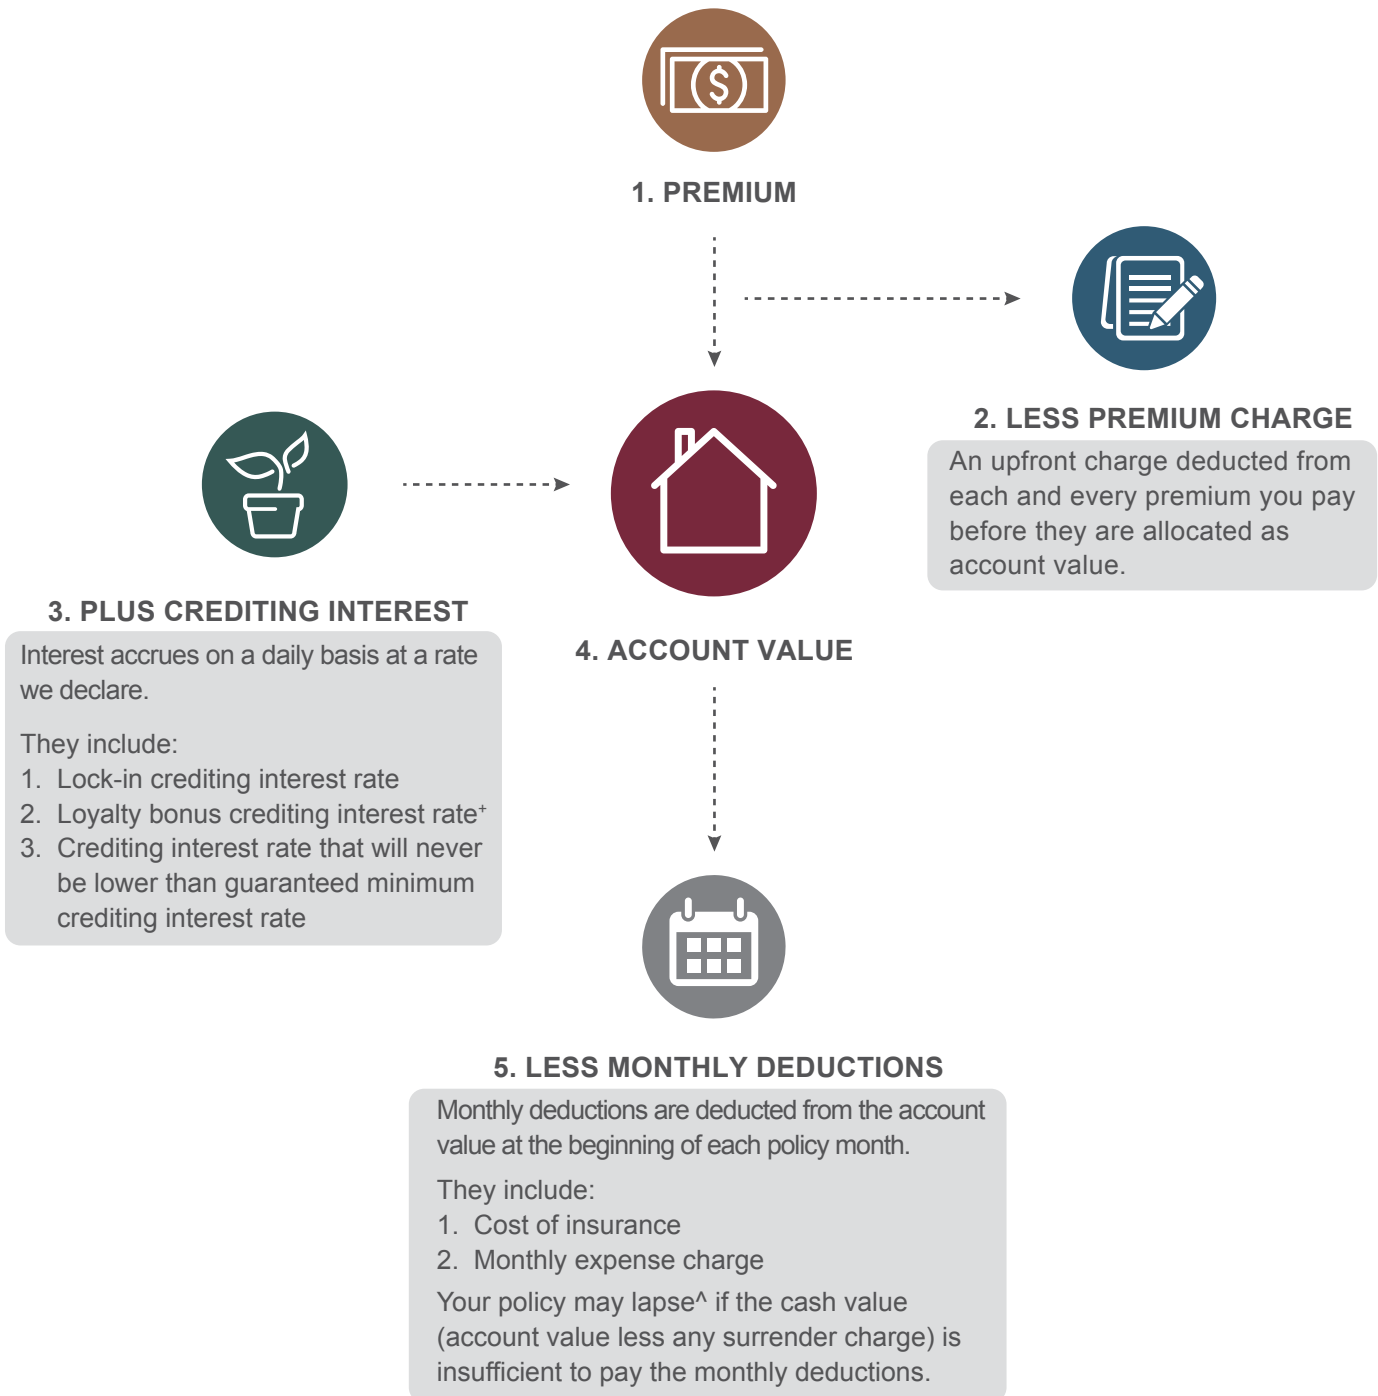 $
1. PREMIUM
2. LESS PREMIUM CHARGE
An upfront charge deducted from
each and every premium you pay
before they are allocated as
account value.
3. PLUS CREDITING INTEREST
Interest accrues on a daily basis at a rate
we declare.
They include:
1. Lock-in crediting interest rate
2. Loyalty bonus crediting interest rate+
3. Crediting interest rate that will never
be lower than guaranteed minimum
crediting interest rate
4. ACCOUNT VALUE
5. LESS MONTHLY DEDUCTIONS
Monthly deductions are deducted from the account
value at the beginning of each policy month.
They include:
1. Cost of insurance
2. Monthly expense charge
Your policy may lapse^ if the cash value
(account value less any surrender charge) is
insufficient to pay the monthly deductions.